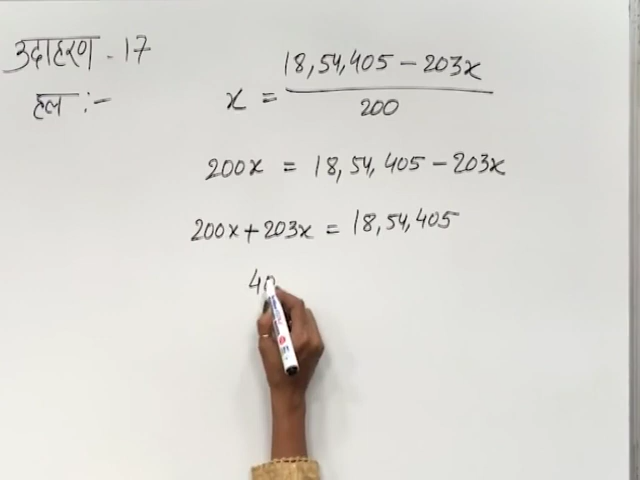 उदाहरण - 17
हल :-
x = (18,54,405 - 203x) / 200
200x = 18,54,405 - 203x
200x + 203x = 18,54,405
40